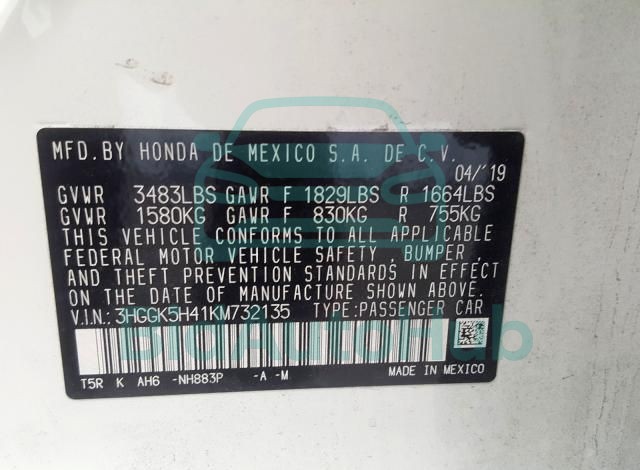 MFD.BY HONDA DE MEXICO S.A. DE C.V.
04/'19
GVWR 3483LBS GAWR F 1829LBS R 1664LBS
GVWR 1580KG GAWR F 830KG R 755KG
THIS VEHICLE CONFORMS TO ALL APPLICABLE
FEDERAL MOTOR VEHICLE SAFETY, BUMPER,
AND THEFT PREVENTION STANDARDS IN EFFECT
ON THE DATE OF MANUFACTURE SHOWN ABOVE.
V.I.N.: 3HGGK5H41KM732135 TYPE:PASSENGER CAR
BidAutoHub
T5R K AH6 -NH883P -A -M MADE IN MEXICO